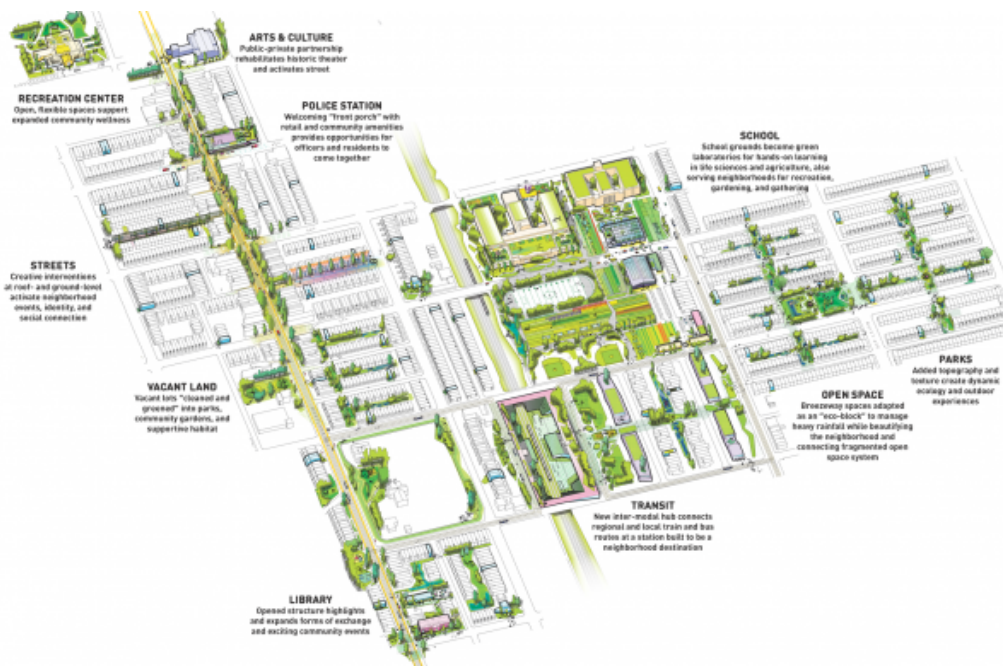 ARTS & CULTURE
Public-private partnership
rehabilitates historic theater
and activates street
RECREATION CENTER
Open, flexible spaces support
expanded community wellness
POLICE STATION
Welcoming "front porch" with
retail and community amenities
provides opportunities for
officers and residents to
come together
SCHOOL
School grounds become green
laboratories for hands-on learning
in life sciences and agriculture, also
serving neighborhoods for recreation,
gardening, and gathering
STREETS
Creative interventions
at roof- and ground-level
activate neighborhood
events, identity, and
social connection
VACANT LAND
Vacant lots "cleaned and
greened" into parks,
community gardens, and
supportive habitat
PARKS
Added topography and
texture create dynamic
ecology and outdoor
experiences
OPEN SPACE
Breezeway spaces adapted
as an "eco-block" to manage
heavy rainfall while beautifying
the neighborhood and
connecting fragmented open
space system
TRANSIT
New inter-modal hub connects
regional and local train and bus
routes at a station built to be a
neighborhood destination
LIBRARY
Opened structure highlights
and expands forms of exchange
and exciting community events